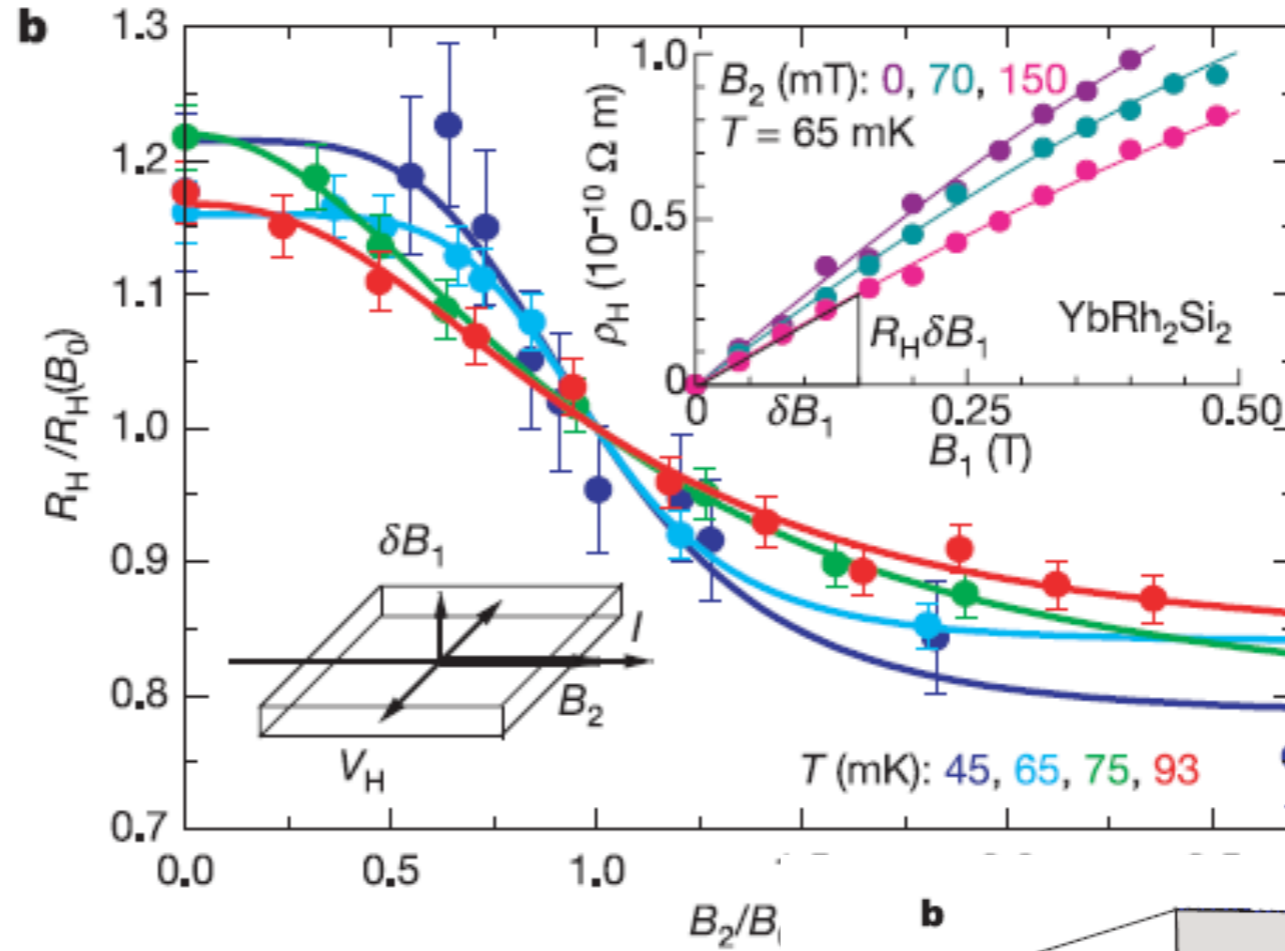 b
1.3
1.2
1.1
1.0
0.9
0.8
0.7
R_H /R_H(B_0)
0.0 0.5 1.0
B_2/B
B_2 (mT): 0, 70, 150
T = 65 mK
1.0
0.5
0
ρ_H (10^–10 Ω m)
YbRh_2Si_2
R_HδB_1
0 δB_1 0.25 0.50
B_1 (T)
δB_1
I
B_2
V_H
T (mK): 45, 65, 75, 93
b